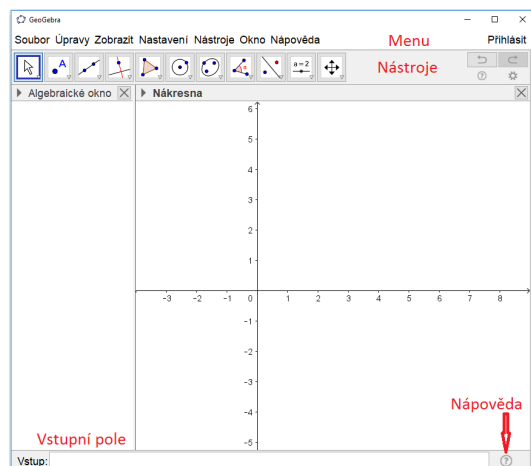 GeoGebra
Soubor Úpravy Zobrazit Nastavení Nástroje Okno Nápověda Menu Přihlásit
A α a=2 Nástroje
Algebraické okno Nákresna
6
5
4
3
2
1
-3 -2 -1 0 1 2 3 4 5 6 7 8
-1
-2
-3
-4
-5
Nápověda
Vstupní pole
Vstup: